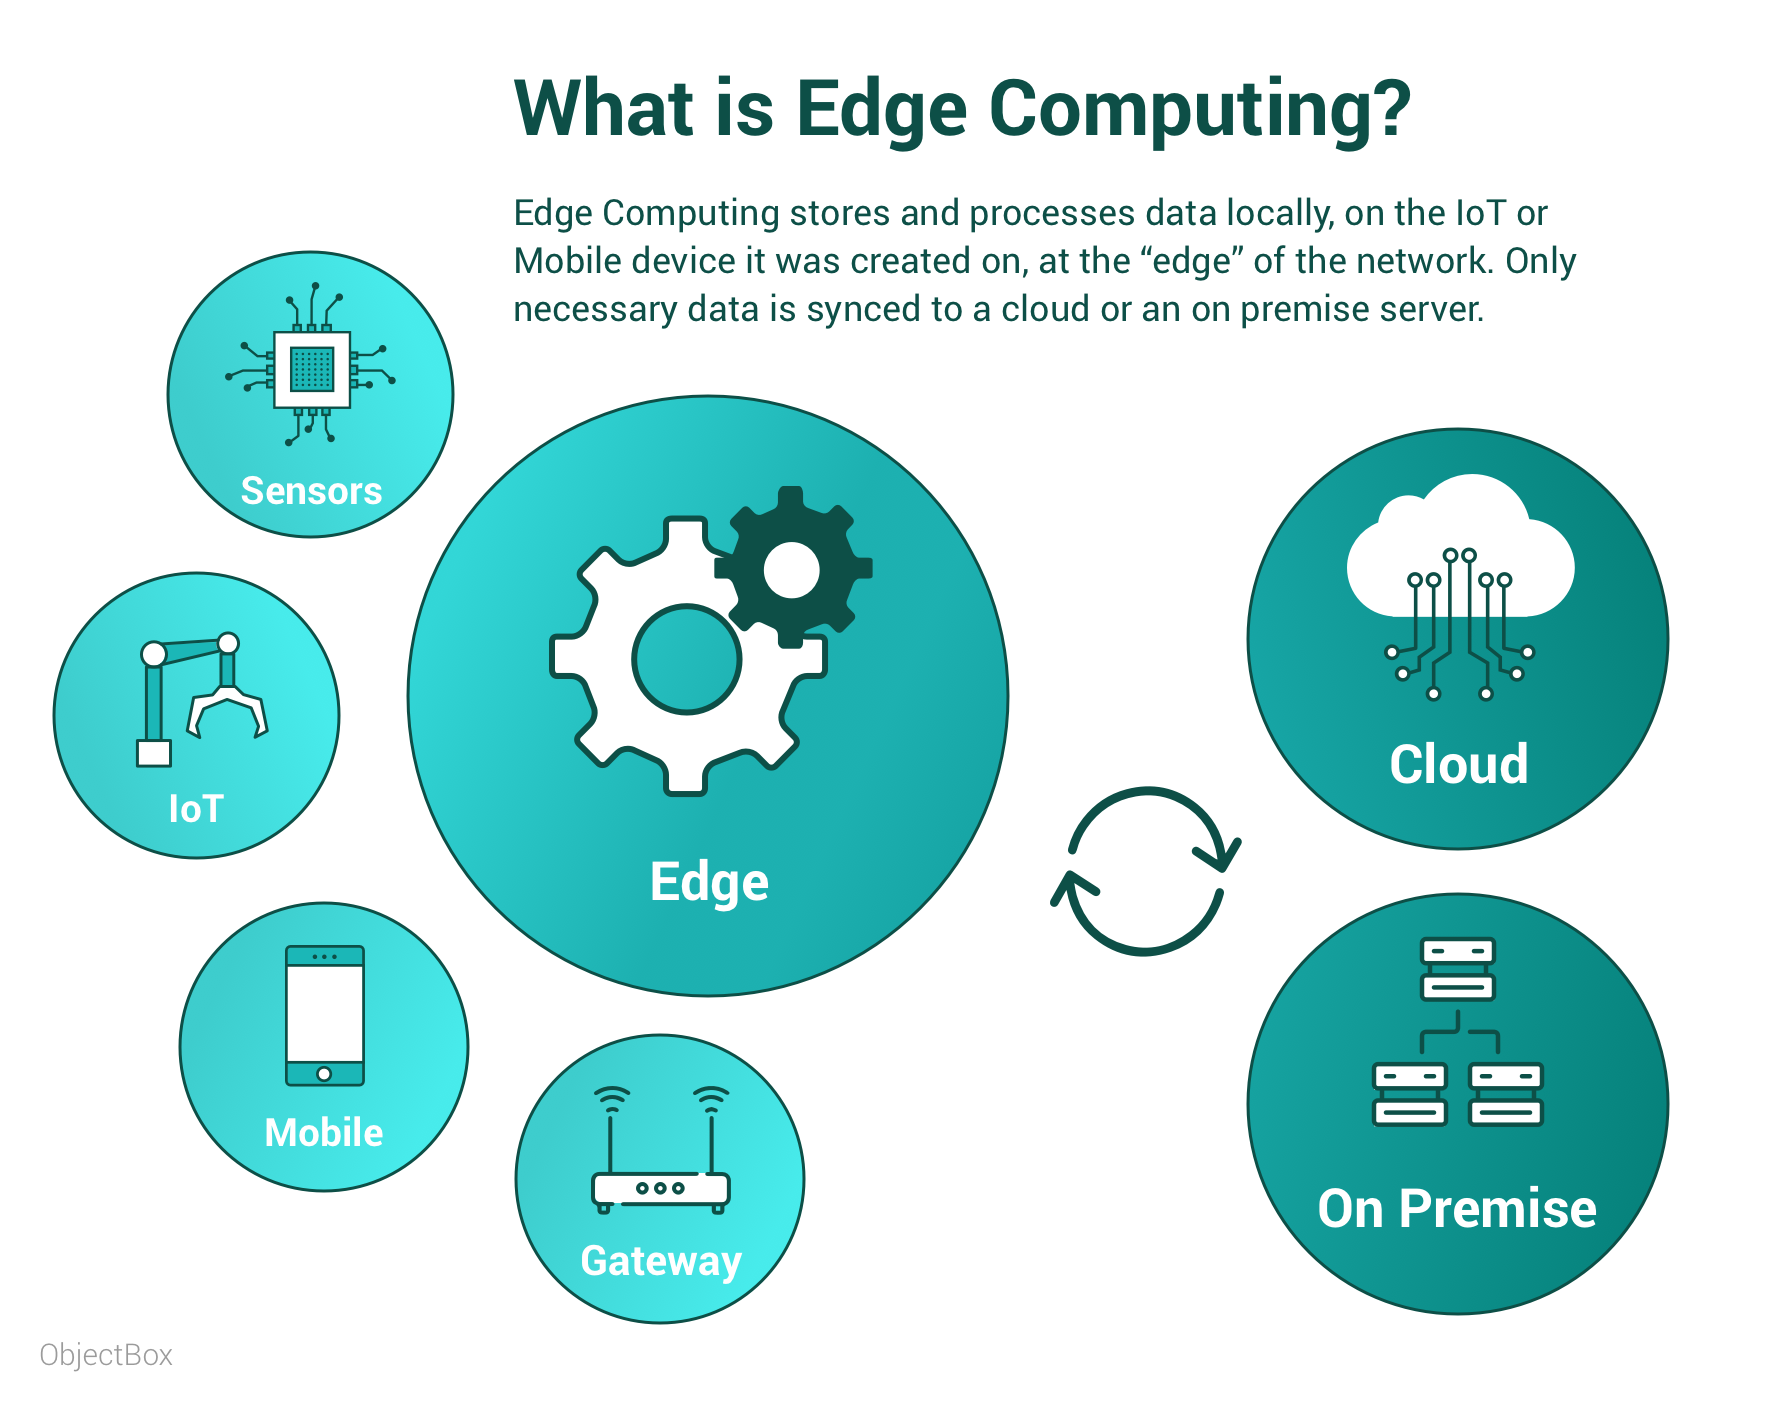 What is Edge Computing?
Edge Computing stores and processes data locally, on the IoT or
Mobile device it was created on, at the “edge” of the network. Only
necessary data is synced to a cloud or an on premise server.
Sensors
IoT
Mobile
Gateway
Edge
Cloud
On Premise
ObjectBox